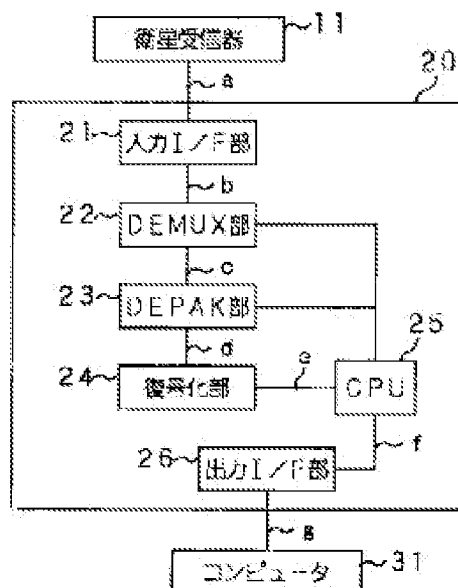 衛星受信器
11
a
20
21
入力I/F部
b
22
DEMUX部
c
23
DEPAK部
d
25
24
復号化部
e
CPU
f
26
出力I/F部
g
コンピュータ
31